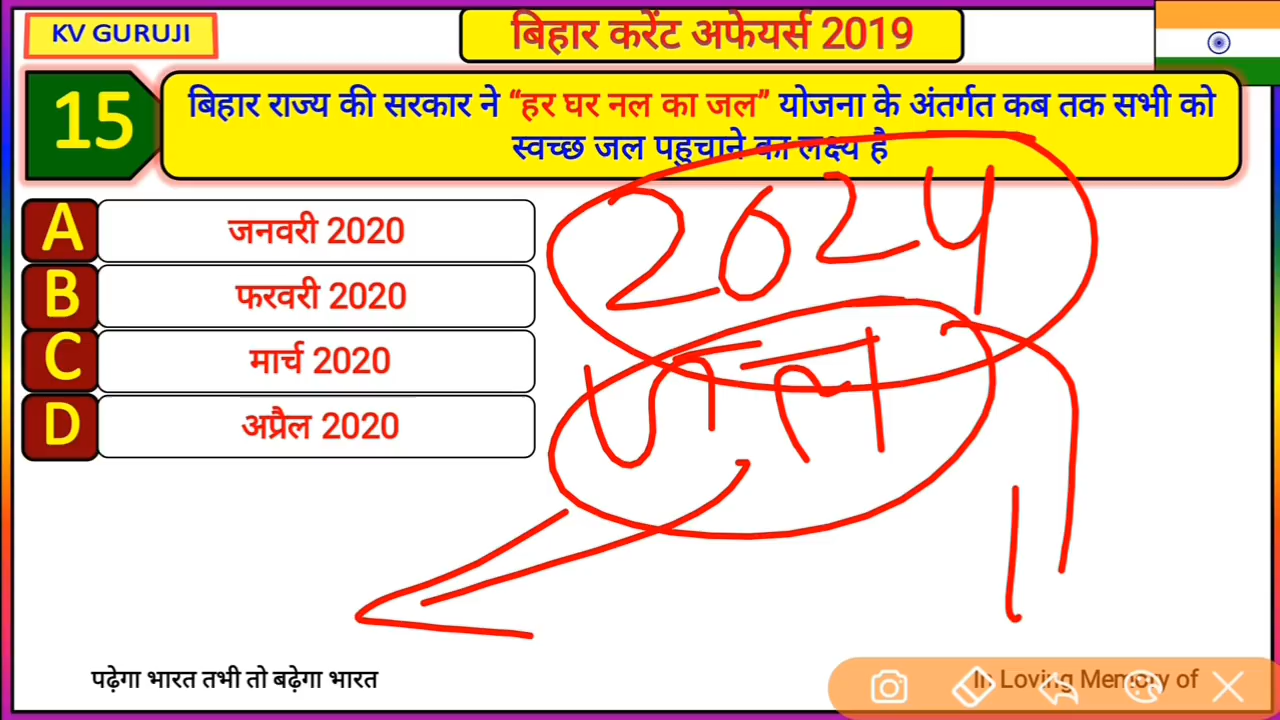 KV GURUJI
बिहार करेंट अफेयर्स 2019
15
बिहार राज्य की सरकार ने “हर घर नल का जल” योजना के अंतर्गत कब तक सभी को
स्वच्छ जल पहुचाने का लक्ष्य है
2024
A
जनवरी 2020
B
फरवरी 2020
C
मार्च 2020
D
अप्रैल 2020
जल
पढ़ेगा भारत तभी तो बढ़ेगा भारत
In Loving Memory of